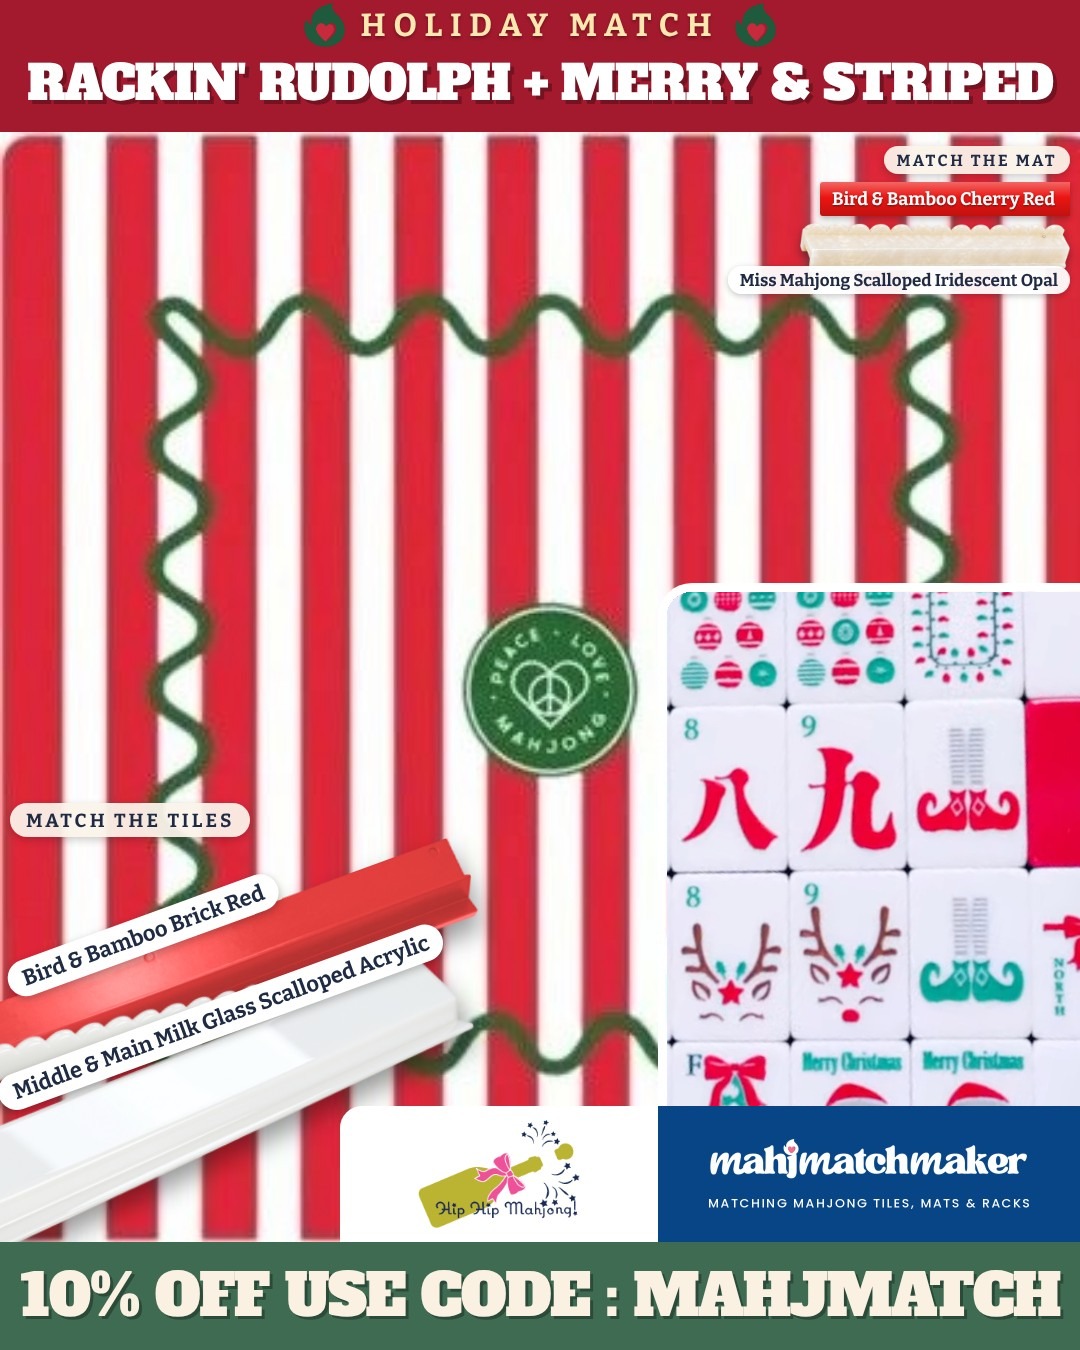 HOLIDAY MATCH
RACKIN' RUDOLPH + MERRY & STRIPED
MATCH THE MAT
Bird & Bamboo Cherry Red
Miss Mahjong Scalloped Iridescent Opal
PEACE · LOVE
· MAHJONG ·
8
八
9
九
8
9
NORTH
F
Merry Christmas
Merry Christmas
MATCH THE TILES
Bird & Bamboo Brick Red
Middle & Main Milk Glass Scalloped Acrylic
Hip Hip Mahjong!
mahjmatchmaker
MATCHING MAHJONG TILES, MATS & RACKS
10% OFF USE CODE : MAHJMATCH